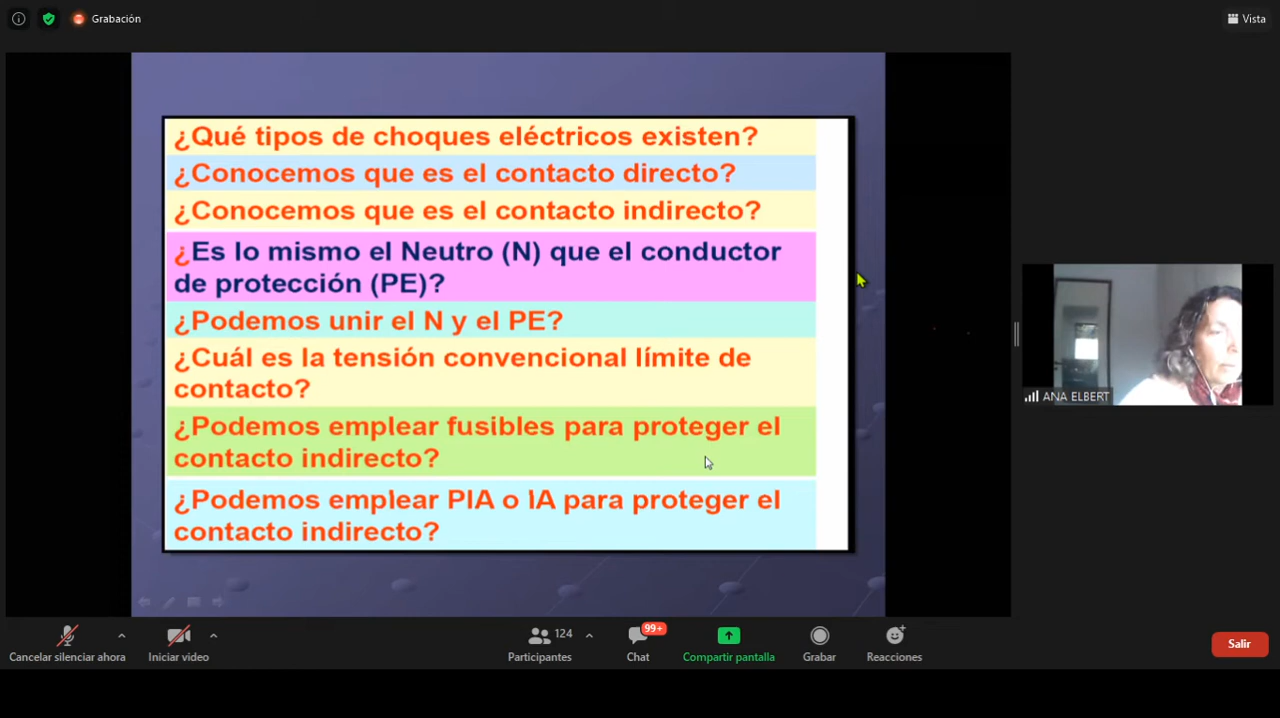 Grabación
Vista
¿Qué tipos de choques eléctricos existen?
¿Conocemos que es el contacto directo?
¿Conocemos que es el contacto indirecto?
¿Es lo mismo el Neutro (N) que el conductor
de protección (PE)?
¿Podemos unir el N y el PE?
¿Cuál es la tensión convencional límite de
contacto?
¿Podemos emplear fusibles para proteger el
contacto indirecto?
¿Podemos emplear PIA o IA para proteger el
contacto indirecto?
ANA ELBERT
Cancelar silenciar ahora
Iniciar video
124
Participantes
99+
Chat
Compartir pantalla
Grabar
Reacciones
Salir